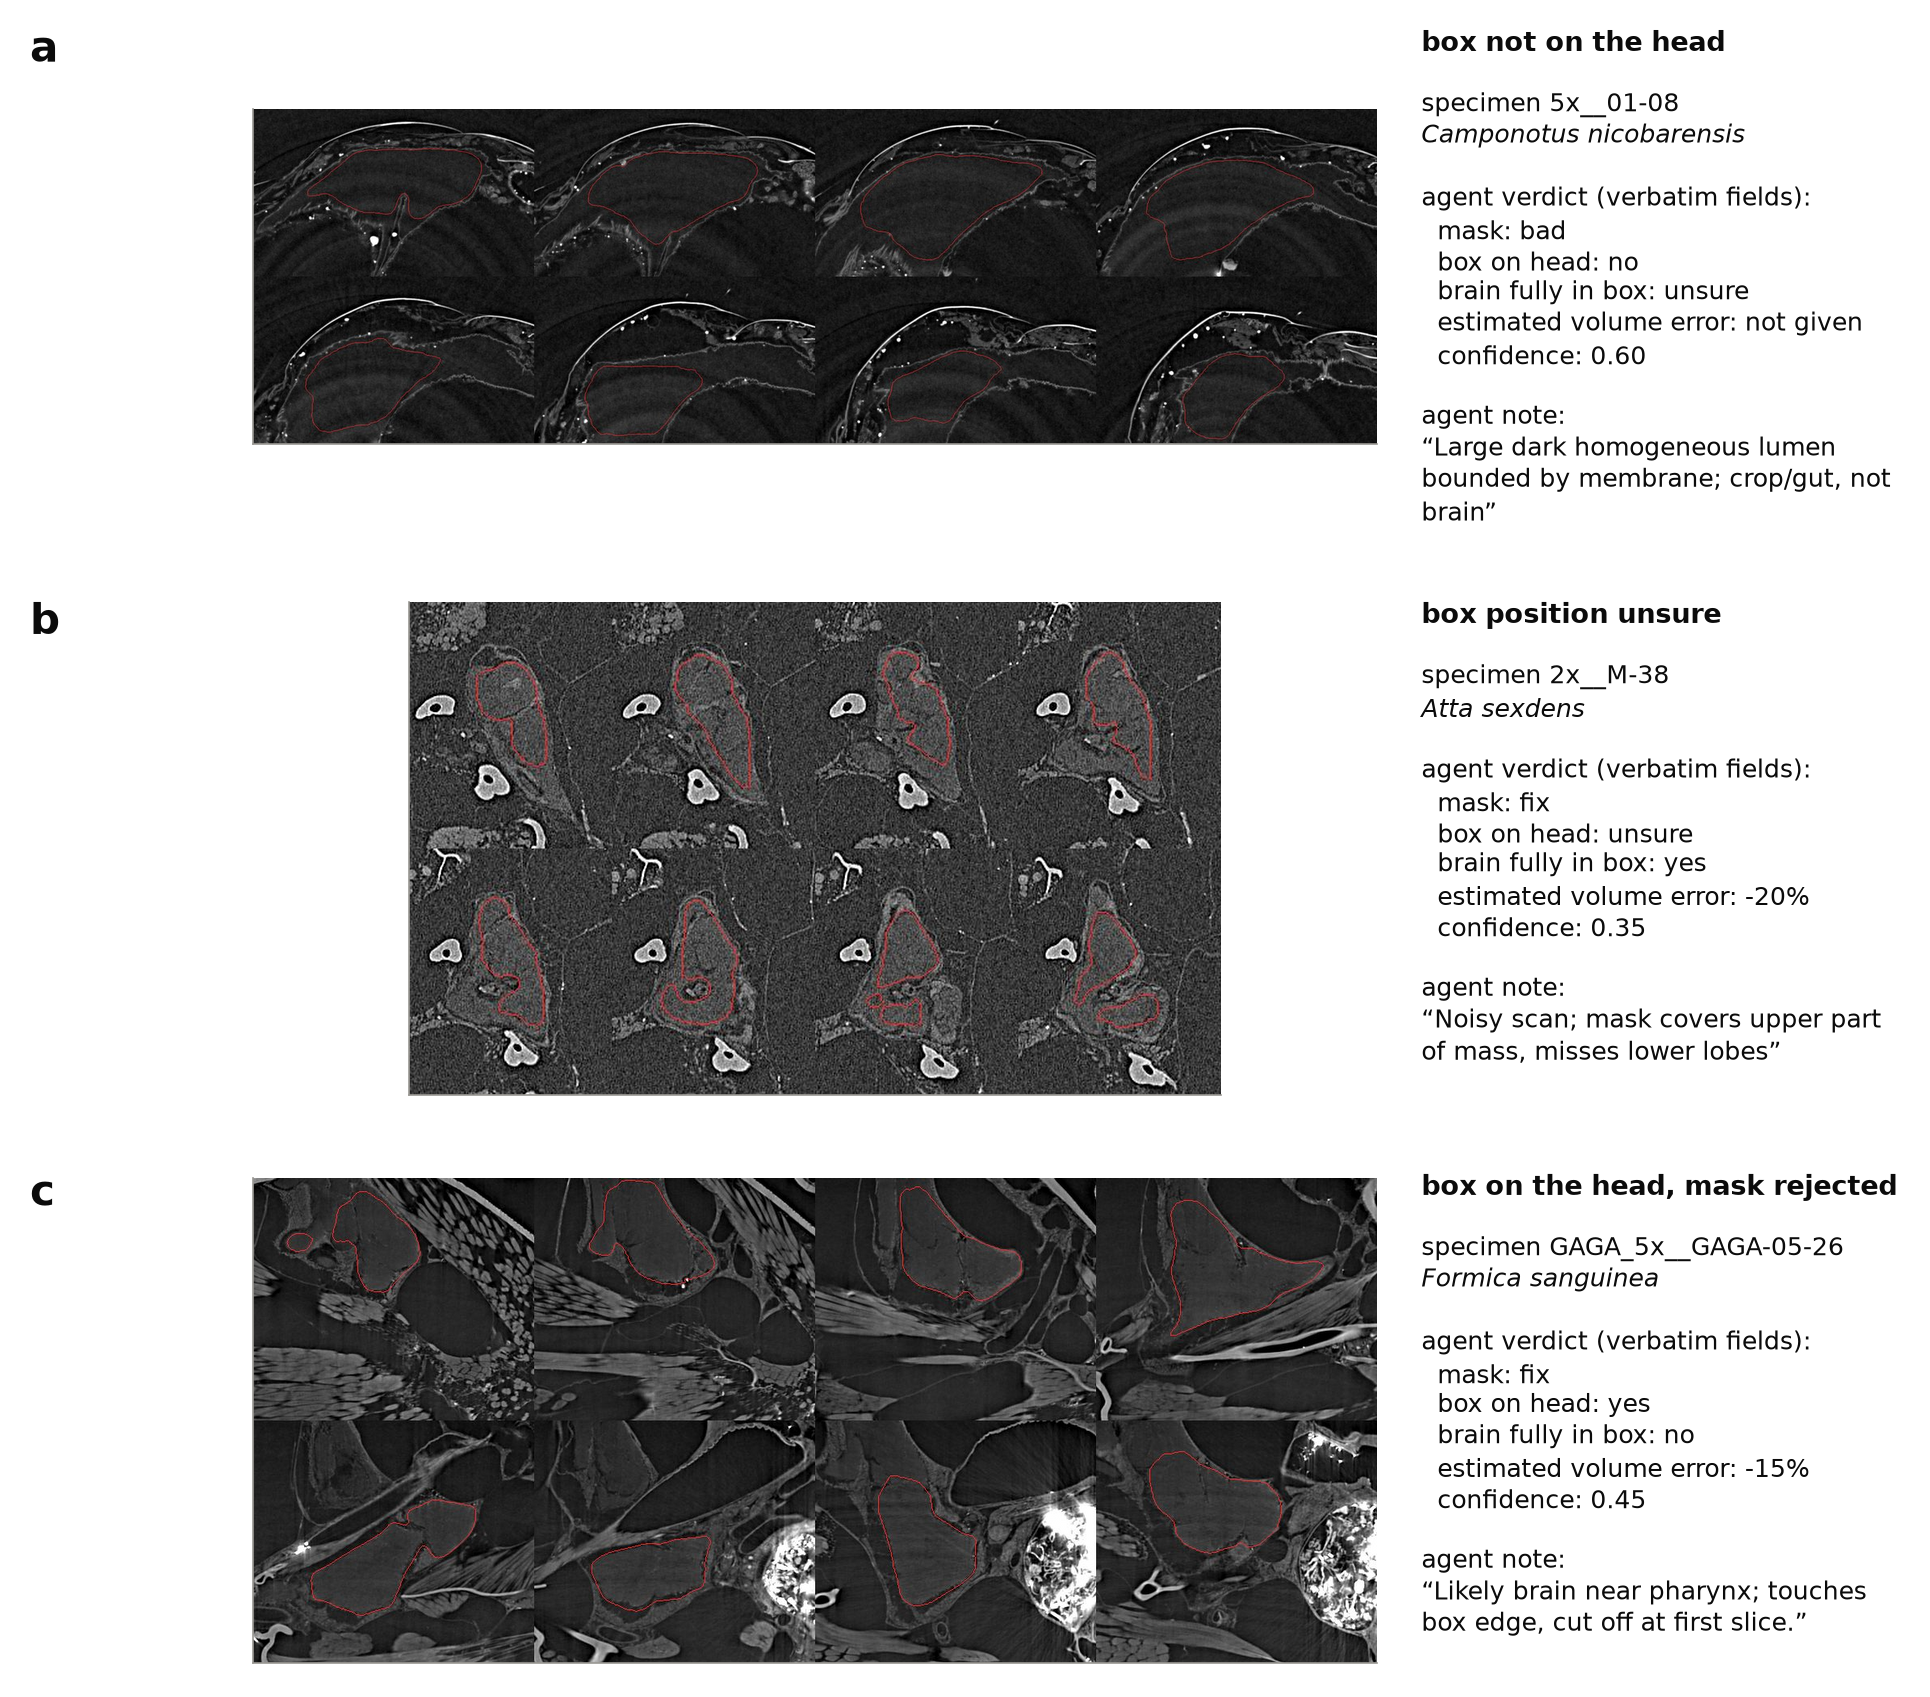 a
box not on the head
specimen 5x__01-08
Camponotus nicobarensis
agent verdict (verbatim fields):
mask: bad
box on head: no
brain fully in box: unsure
estimated volume error: not given
confidence: 0.60
agent note:
“Large dark homogeneous lumen
bounded by membrane; crop/gut, not
brain”
b
box position unsure
specimen 2x__M-38
Atta sexdens
agent verdict (verbatim fields):
mask: fix
box on head: unsure
brain fully in box: yes
estimated volume error: -20%
confidence: 0.35
agent note:
“Noisy scan; mask covers upper part
of mass, misses lower lobes”
c
box on the head, mask rejected
specimen GAGA_5x__GAGA-05-26
Formica sanguinea
agent verdict (verbatim fields):
mask: fix
box on head: yes
brain fully in box: no
estimated volume error: -15%
confidence: 0.45
agent note:
“Likely brain near pharynx; touches
box edge, cut off at first slice.”